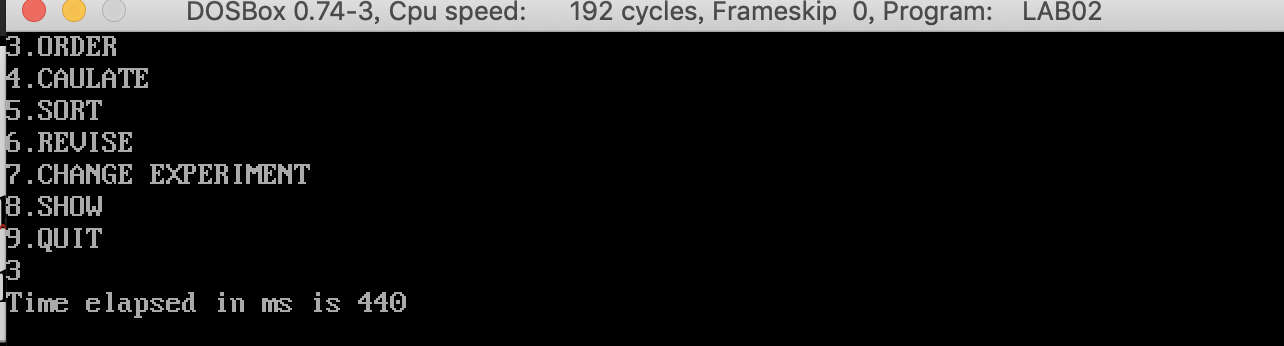 DOSBox 0.74-3, Cpu speed: 192 cycles, Frameskip 0, Program: LAB02
3.ORDER
4.CAULATE
5.SORT
6.REVISE
7.CHANGE EXPERIMENT
8.SHOW
9.QUIT
3
Time elapsed in ms is 440